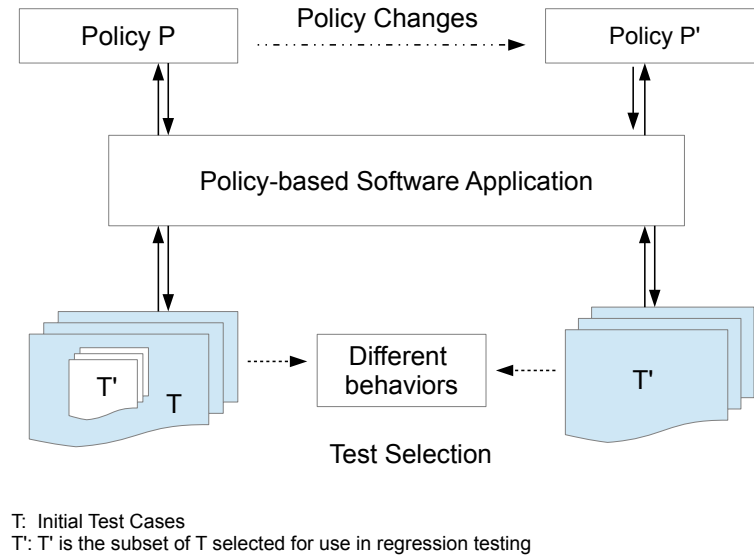 Policy P
Policy Changes
Policy P'
Policy-based Software Application
T'
T
Different
behaviors
T'
Test Selection
T: Initial Test Cases
T': T' is the subset of T selected for use in regression testing